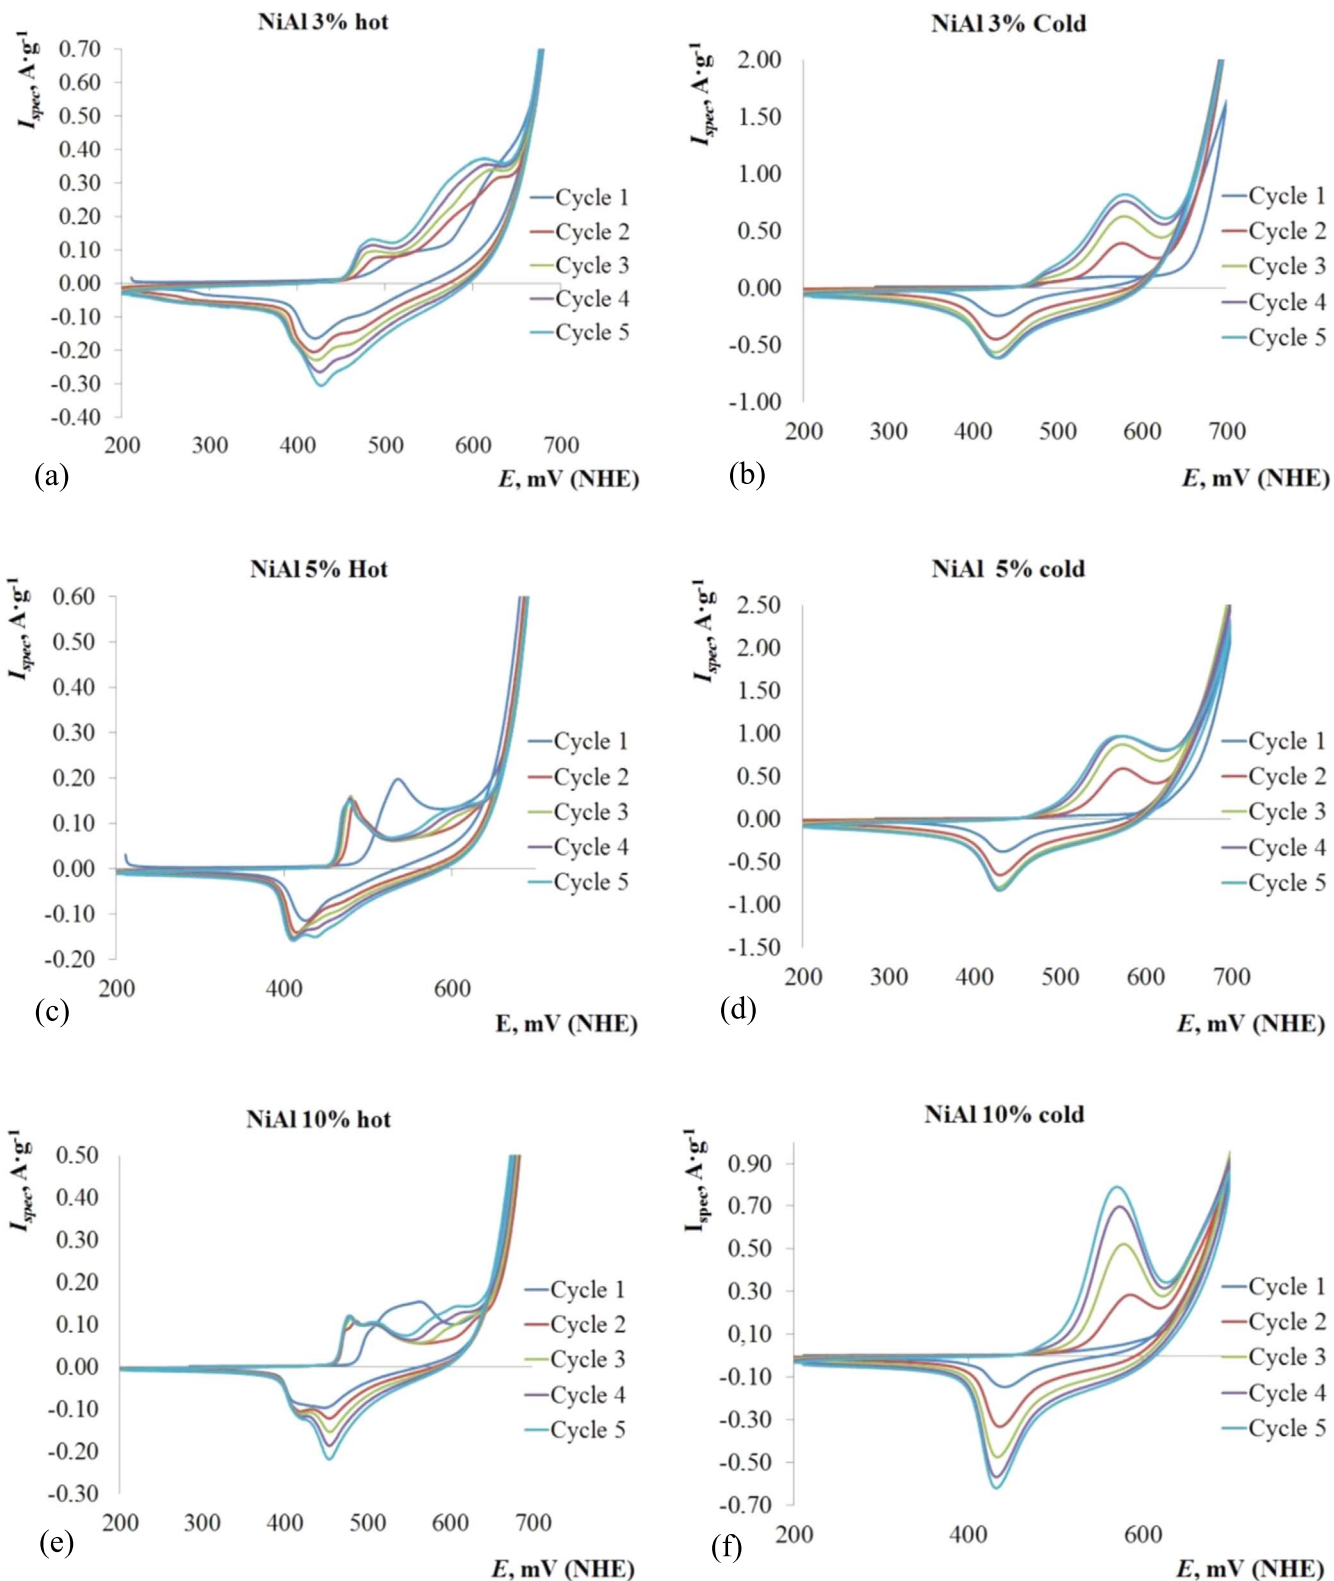 NiAl 3% hot
I_spec, A·g⁻¹
0.70
0.60
0.50
0.40
0.30
0.20
0.10
0.00
-0.10
-0.20
-0.30
-0.40
200 300 400 500 600 700
E, mV (NHE)
Cycle 1
Cycle 2
Cycle 3
Cycle 4
Cycle 5
(a)
NiAl 3% Cold
I_spec, A·g⁻¹
2.00
1.50
1.00
0.50
0.00
-0.50
-1.00
200 300 400 500 600 700
E, mV (NHE)
Cycle 1
Cycle 2
Cycle 3
Cycle 4
Cycle 5
(b)
NiAl 5% Hot
I_spec, A·g⁻¹
0.60
0.50
0.40
0.30
0.20
0.10
0.00
-0.10
-0.20
200 400 600
E, mV (NHE)
Cycle 1
Cycle 2
Cycle 3
Cycle 4
Cycle 5
(c)
NiAl 5% cold
I_spec, A·g⁻¹
2.50
2.00
1.50
1.00
0.50
0.00
-0.50
-1.00
-1.50
200 300 400 500 600 700
E, mV (NHE)
Cycle 1
Cycle 2
Cycle 3
Cycle 4
Cycle 5
(d)
NiAl 10% hot
I_spec, A·g⁻¹
0.50
0.40
0.30
0.20
0.10
0.00
-0.10
-0.20
-0.30
200 300 400 500 600 700
E, mV (NHE)
Cycle 1
Cycle 2
Cycle 3
Cycle 4
Cycle 5
(e)
NiAl 10% cold
I_spec, A·g⁻¹
0.90
0.70
0.50
0.30
0,10
-0.10
-0.30
-0.50
-0.70
200 400 600
E, mV (NHE)
Cycle 1
Cycle 2
Cycle 3
Cycle 4
Cycle 5
(f)